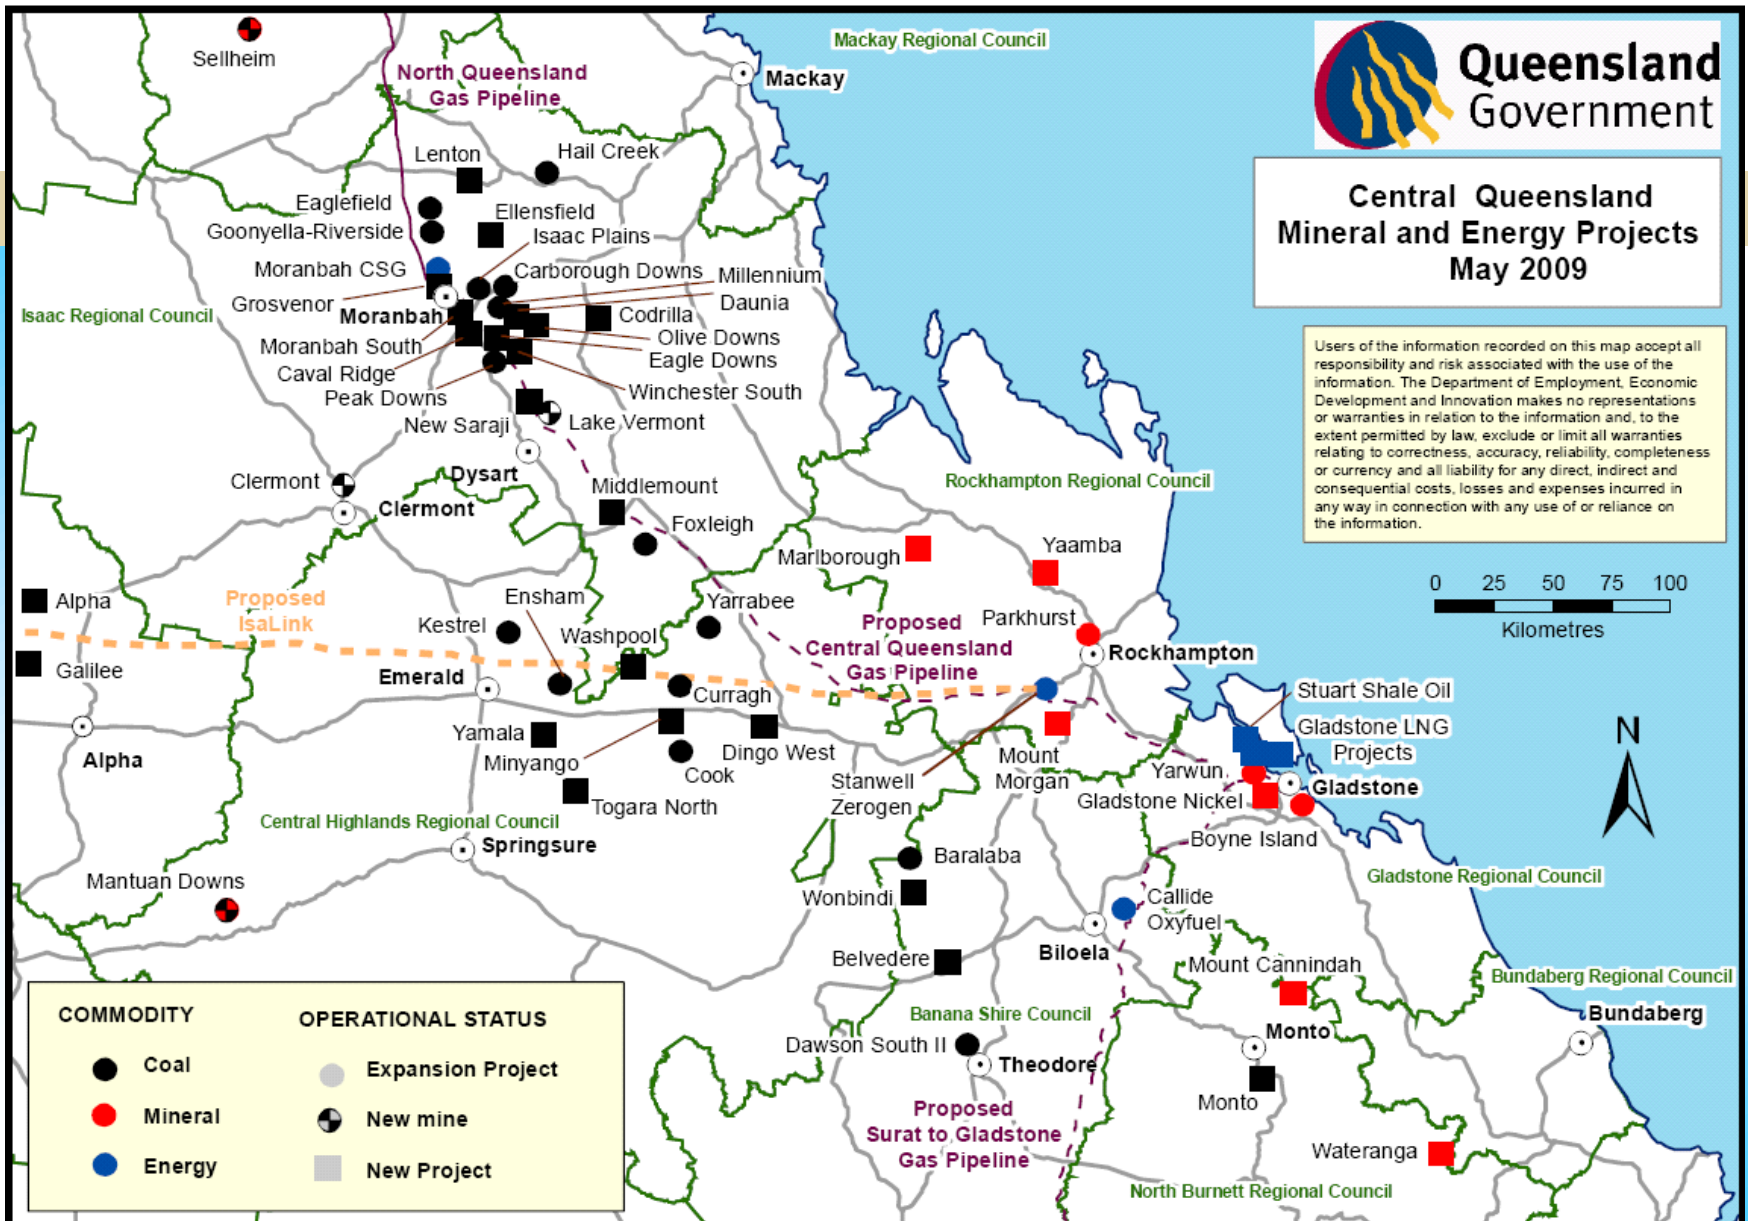 Sellheim
North Queensland
Gas Pipeline
Mackay Regional Council
Mackay
Queensland
Government
Central Queensland
Mineral and Energy Projects
May 2009
Users of the information recorded on this map accept all
responsibility and risk associated with the use of the
information. The Department of Employment, Economic
Development and Innovation makes no representations
or warranties in relation to the information and, to the
extent permitted by law, exclude or limit all warranties
relating to correctness, accuracy, reliability, completeness
or currency and all liability for any direct, indirect and
consequential costs, losses and expenses incurred in
any way in connection with any use of or reliance on
the information.
0 25 50 75 100
Kilometres
N
Lenton
Hail Creek
Eaglefield
Ellensfield
Goonyella-Riverside
Isaac Plains
Moranbah CSG
Carborough Downs
Millennium
Grosvenor
Daunia
Isaac Regional Council
Moranbah
Codrilla
Olive Downs
Moranbah South
Eagle Downs
Caval Ridge
Winchester South
Peak Downs
New Saraji
Lake Vermont
Dysart
Clermont
Clermont
Middlemount
Foxleigh
Rockhampton Regional Council
Marlborough
Yaamba
Alpha
Proposed
IsaLink
Ensham
Yarrabee
Kestrel
Washpool
Proposed
Central Queensland
Gas Pipeline
Parkhurst
Rockhampton
Galilee
Emerald
Curragh
Stuart Shale Oil
Gladstone LNG
Projects
Alpha
Yamala
Minyango
Dingo West
Cook
Mount
Morgan
Stanwell
Zerogen
Yarwun
Gladstone
Gladstone Nickel
Togara North
Central Highlands Regional Council
Boyne Island
Springsure
Baralaba
Gladstone Regional Council
Mantuan Downs
Wonbindi
Callide
Oxyfuel
Biloela
Belvedere
Mount Cannindah
Bundaberg Regional Council
Banana Shire Council
Bundaberg
Dawson South II
Theodore
Monto
Monto
Proposed
Surat to Gladstone
Gas Pipeline
Wateranga
North Burnett Regional Council
COMMODITY
Coal
Mineral
Energy
OPERATIONAL STATUS
Expansion Project
New mine
New Project